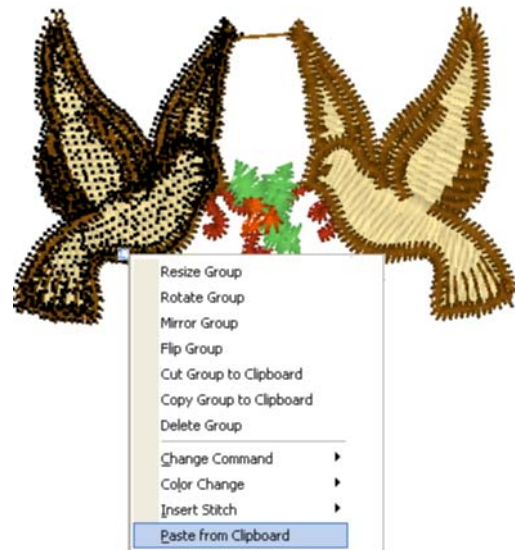 Resize Group
Rotate Group
Mirror Group
Flip Group
Cut Group to Clipboard
Copy Group to Clipboard
Delete Group
Change Command
Color Change
Insert Stitch
Paste from Clipboard